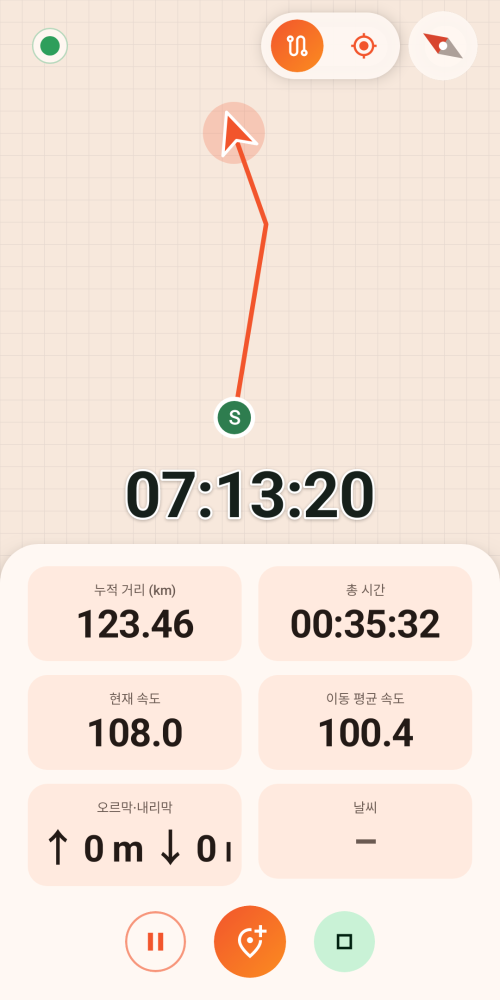 S
07:13:20
누적 거리 (km)
123.46
총 시간
00:35:32
현재 속도
108.0
이동 평균 속도
100.4
오르막·내리막
↑ 0 m ↓ 0
날씨
–